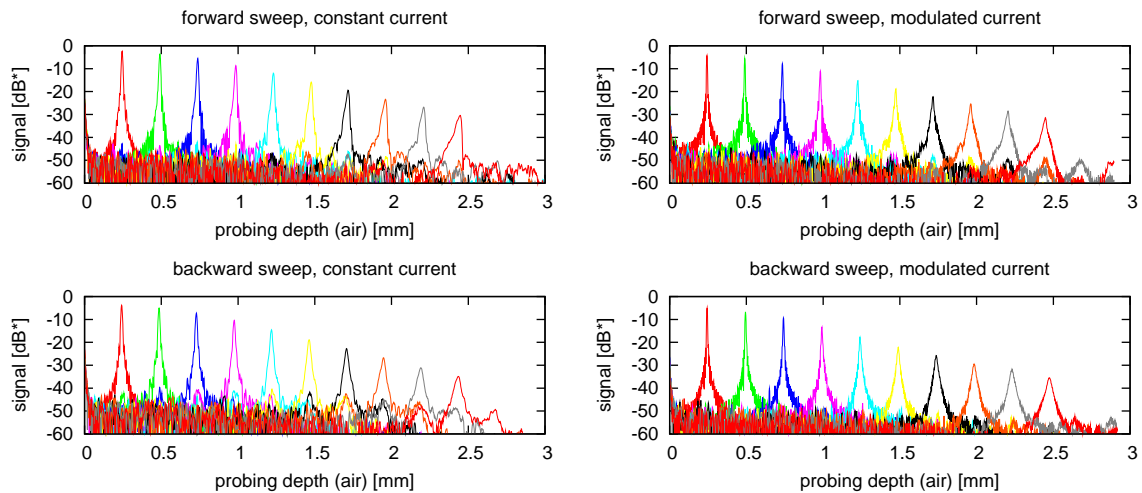 forward sweep, constant current
0
-10
-20
-30
-40
-50
-60
signal [dB*]
0 0.5 1 1.5 2 2.5 3
probing depth (air) [mm]
forward sweep, modulated current
0
-10
-20
-30
-40
-50
-60
signal [dB*]
0 0.5 1 1.5 2 2.5 3
probing depth (air) [mm]
backward sweep, constant current
0
-10
-20
-30
-40
-50
-60
signal [dB*]
0 0.5 1 1.5 2 2.5 3
probing depth (air) [mm]
backward sweep, modulated current
0
-10
-20
-30
-40
-50
-60
signal [dB*]
0 0.5 1 1.5 2 2.5 3
probing depth (air) [mm]